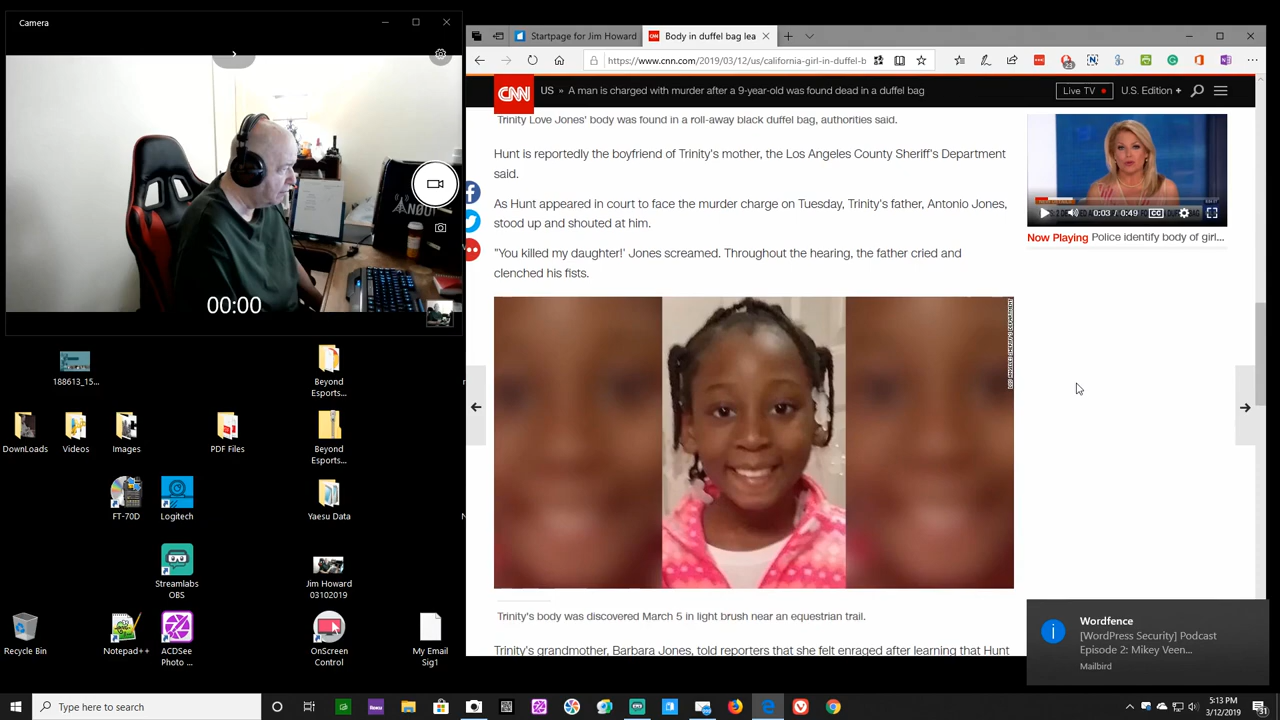 Camera
00:00
Startpage for Jim Howard
Body in duffel bag lea
https://www.cnn.com/2019/03/12/us/california-girl-in-duffel-b
23
CNN
US » A man is charged with murder after a 9-year-old was found dead in a duffel bag
Live TV
U.S. Edition +
Trinity Love Jones' body was found in a roll-away black duffel bag, authorities said.
Hunt is reportedly the boyfriend of Trinity's mother, the Los Angeles County Sheriff's Department
said.
As Hunt appeared in court to face the murder charge on Tuesday, Trinity's father, Antonio Jones,
stood up and shouted at him.
"You killed my daughter!' Jones screamed. Throughout the hearing, the father cried and
clenched his fists.
Trinity's body was discovered March 5 in light brush near an equestrian trail.
Trinity's grandmother, Barbara Jones, told reporters that she felt enraged after learning that Hunt
0:03 / 0:49
CC
Now Playing Police identify body of girl...
188613_15...
Beyond
Esports...
DownLoads
Videos
Images
PDF Files
Beyond
Esports...
FT-70D
Logitech
Yaesu Data
Streamlabs
OBS
Jim Howard
03102019
Recycle Bin
Notepad++
ACDSee
Photo ...
OnScreen
Control
My Email
Sig1
Wordfence
[WordPress Security] Podcast
Episode 2: Mikey Veen...
Mailbird
Type here to search
Roku
5:13 PM
3/12/2019
31